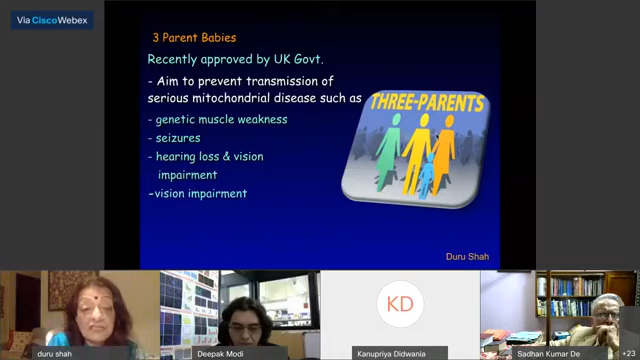 Via Cisco Webex
3 Parent Babies
Recently approved by UK Govt.
- Aim to prevent transmission of
serious mitochondrial disease such as
- genetic muscle weakness
- seizures
- hearing loss & vision
impairment
-vision impairment
THREE-PARENTS
Duru Shah
KD
duru shah
Deepak Modi
Kanupriya Didwania
Sadhan Kumar De
+23